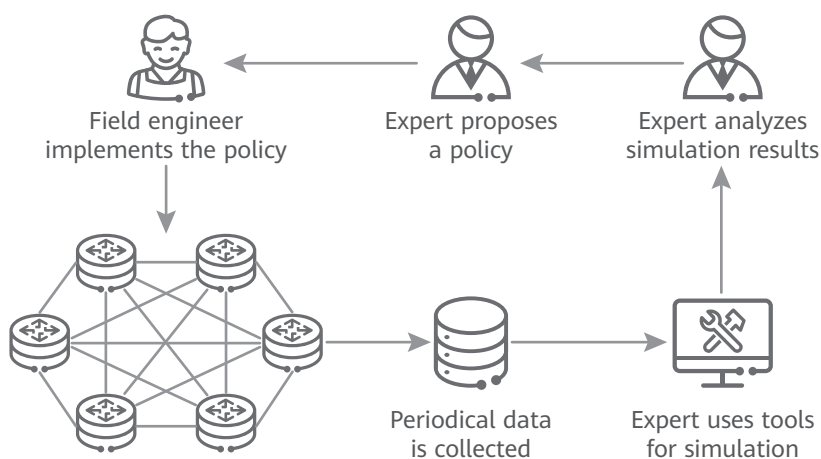 Field engineer
implements the policy
Expert proposes
a policy
Expert analyzes
simulation results
Periodical data
is collected
Expert uses tools
for simulation